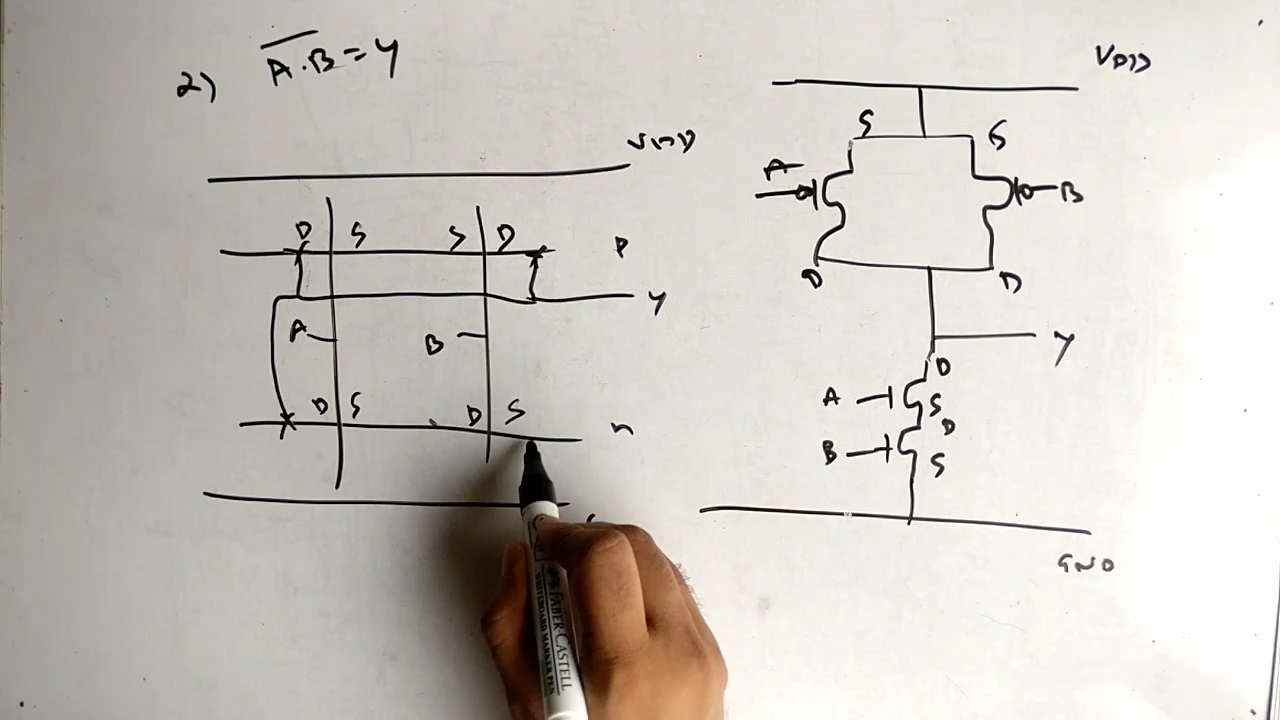 2) A.B = Y
VDD
D S S D P
Y
A B
D S D S n
VDD
S S
A B
D D
Y
D
A S
D
B S
GND
FABER-CASTELL
WHITEBOARD MARKER PEN